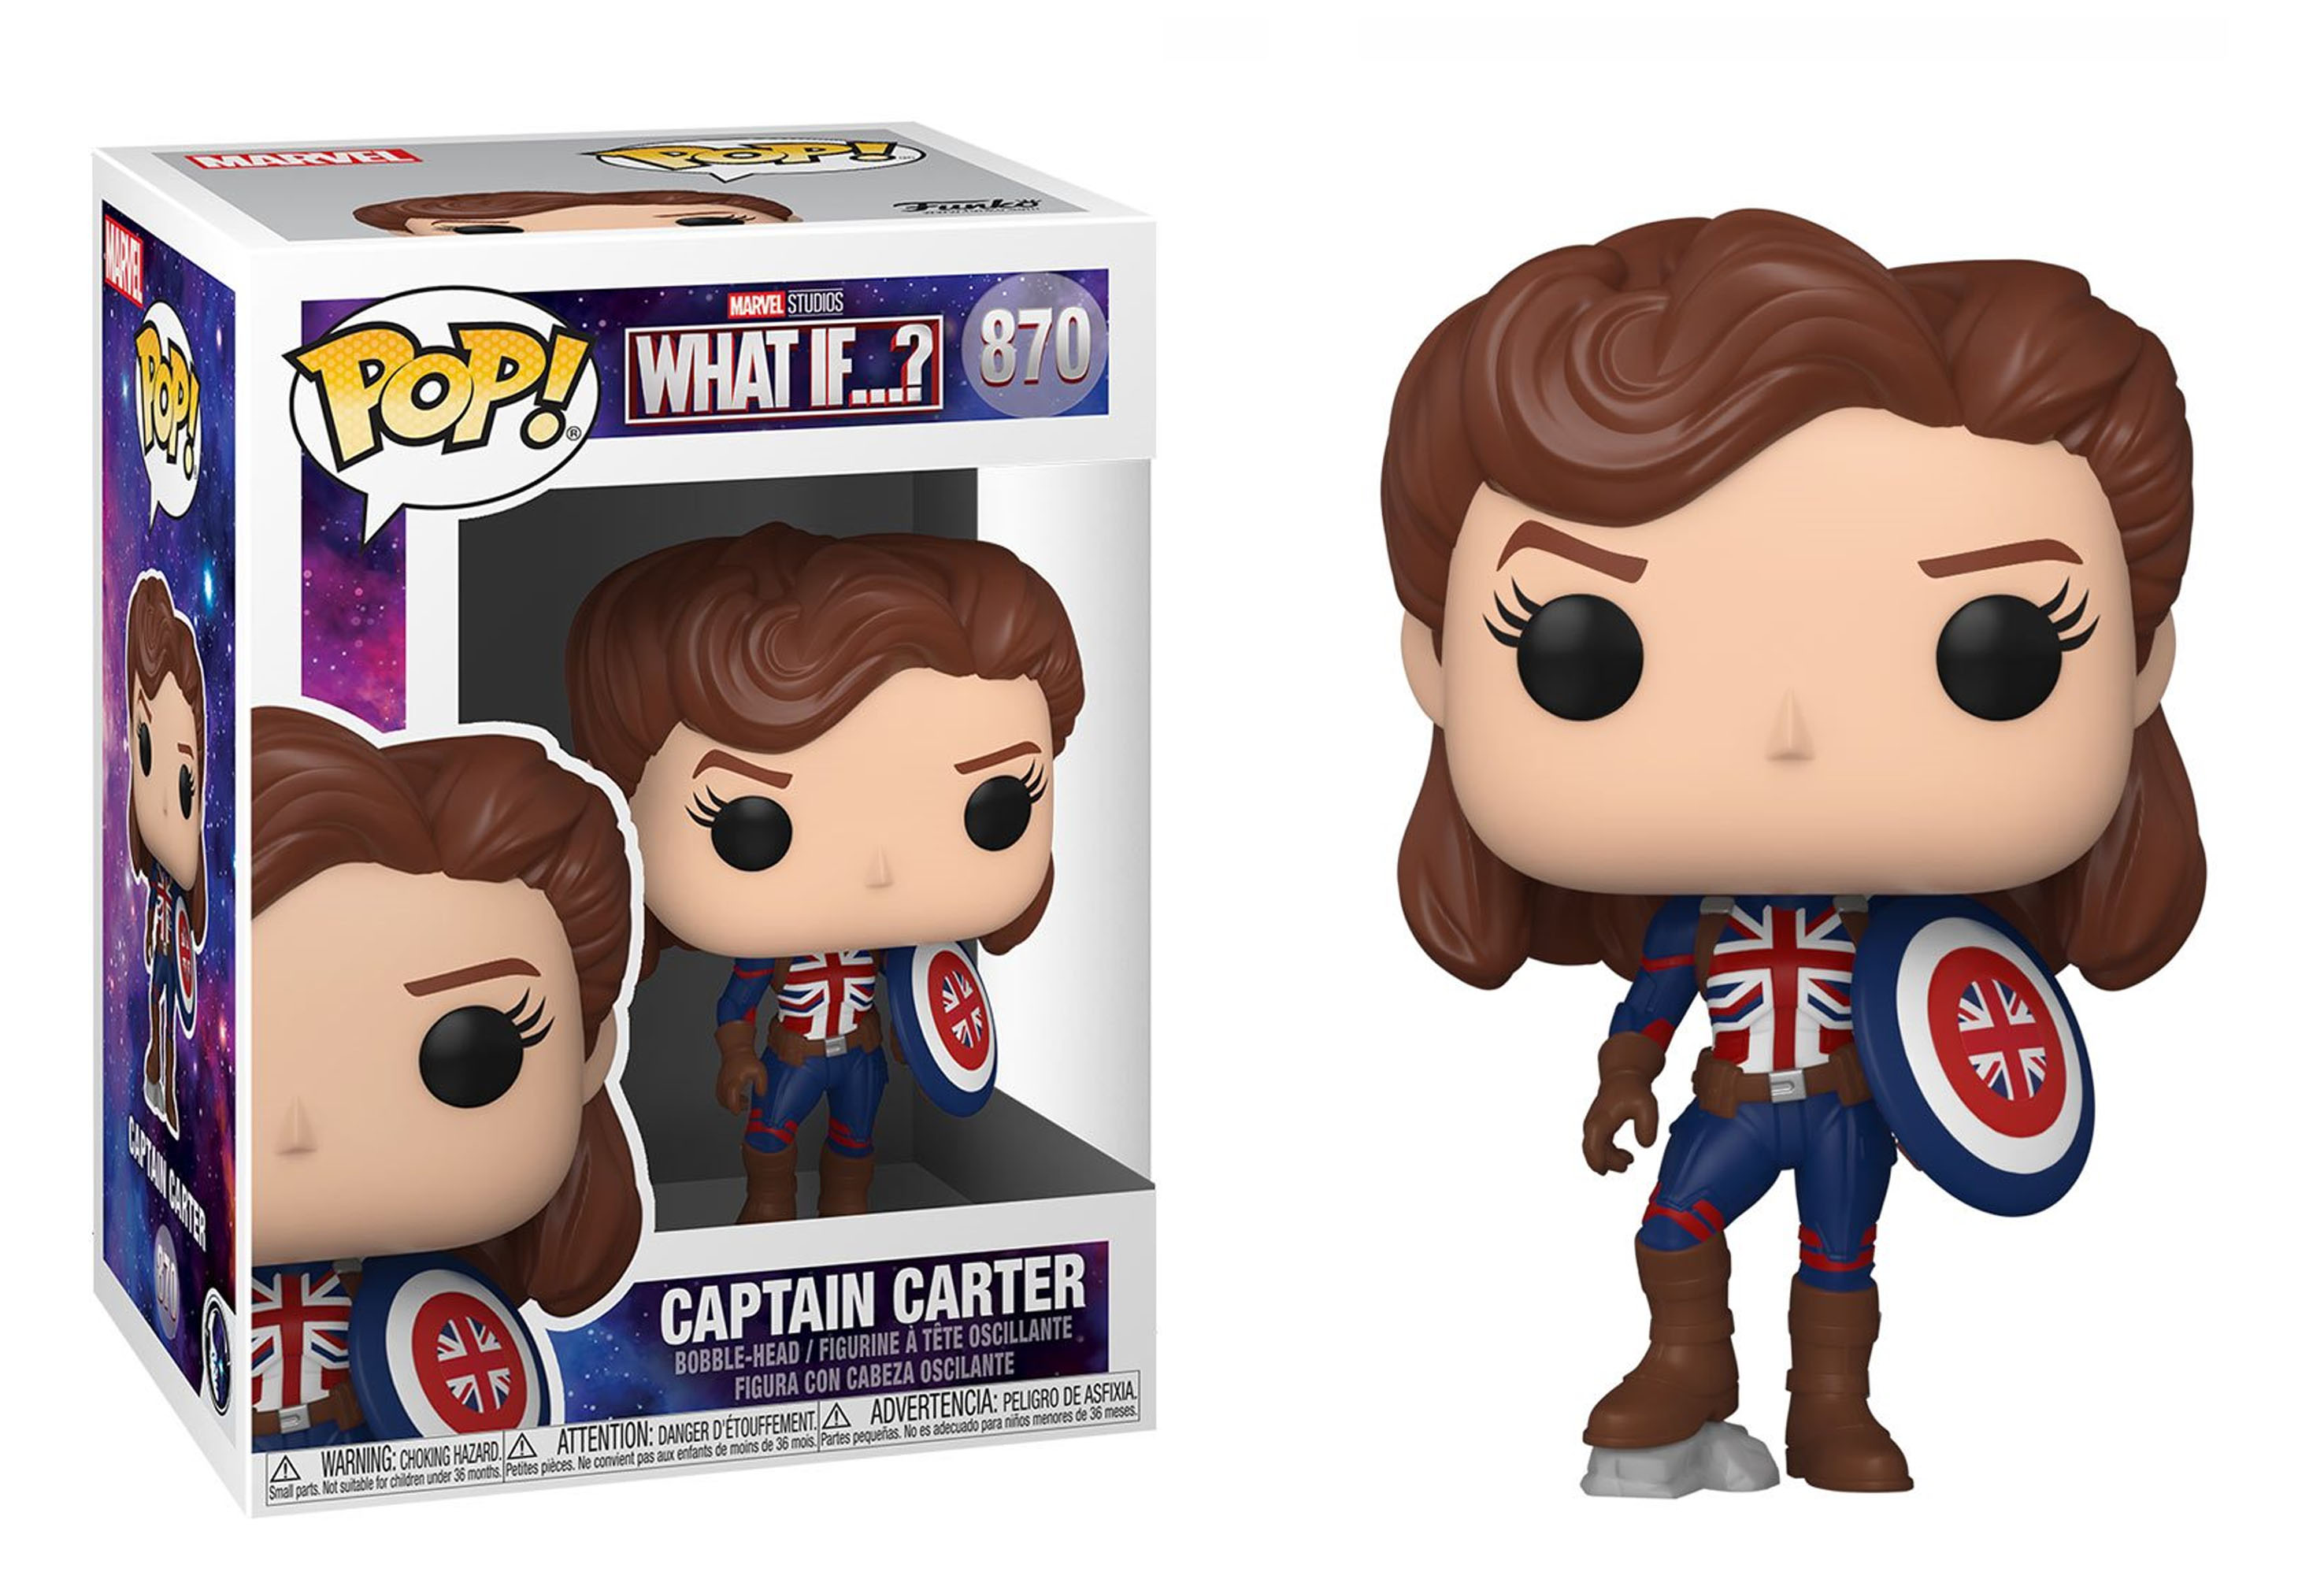 MARVEL
POP!
Funko
MARVEL
POP!
CAPTAIN CARTER
870
POP!®
MARVEL STUDIOS
WHAT IF...?
870
CAPTAIN CARTER
BOBBLE-HEAD / FIGURINE À TÊTE OSCILLANTE
FIGURA CON CABEZA OSCILANTE
WARNING: CHOKING HAZARD.
Small parts. Not suitable for children under 36 months.
ATTENTION: DANGER D'ÉTOUFFEMENT.
Petites pièces. Ne convient pas aux enfants de moins de 36 mois.
ADVERTENCIA: PELIGRO DE ASFIXIA.
Partes pequeñas. No es adecuado para niños menores de 36 meses.